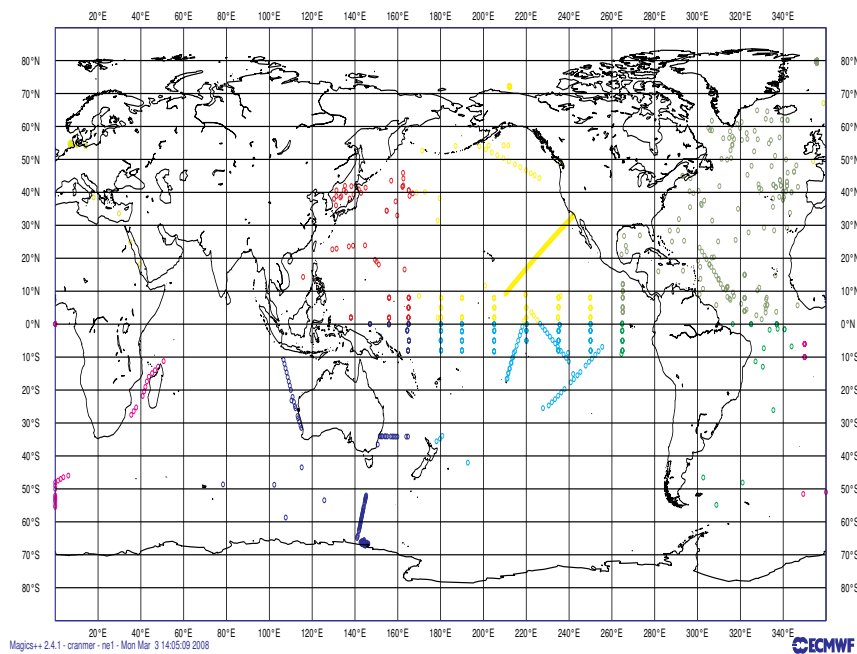 20°E 40°E 60°E 80°E 100°E 120°E 140°E 160°E 180°E 200°E 220°E 240°E 260°E 280°E 300°E 320°E 340°E
80°N 80°N
70°N 70°N
60°N 60°N
50°N 50°N
40°N 40°N
30°N 30°N
20°N 20°N
10°N 10°N
0°N 0°N
10°S 10°S
20°S 20°S
30°S 30°S
40°S 40°S
50°S 50°S
60°S 60°S
70°S 70°S
80°S 80°S
20°E 40°E 60°E 80°E 100°E 120°E 140°E 160°E 180°E 200°E 220°E 240°E 260°E 280°E 300°E 320°E 340°E
Magics++ 2.4.1 - cranmer - ne1 - Mon Mar 3 14:05:09 2008
ECMWF